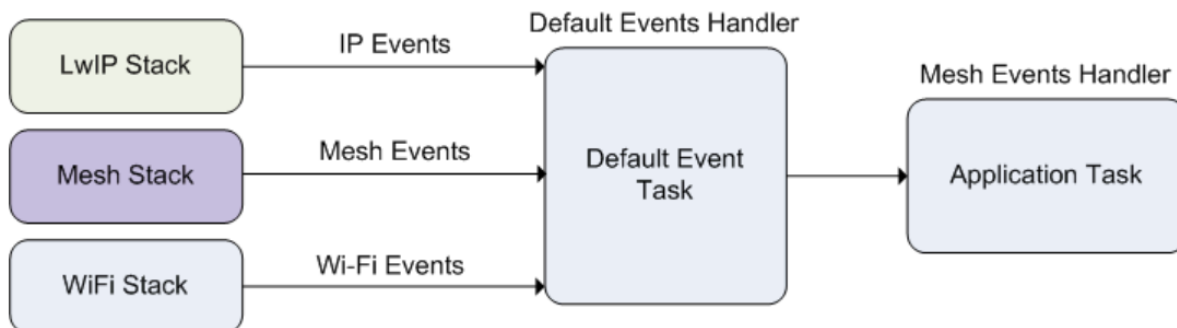 LwIP Stack
IP Events
Default Events Handler
Mesh Stack
Mesh Events
Default Event
Task
WiFi Stack
Wi-Fi Events
Mesh Events Handler
Application Task